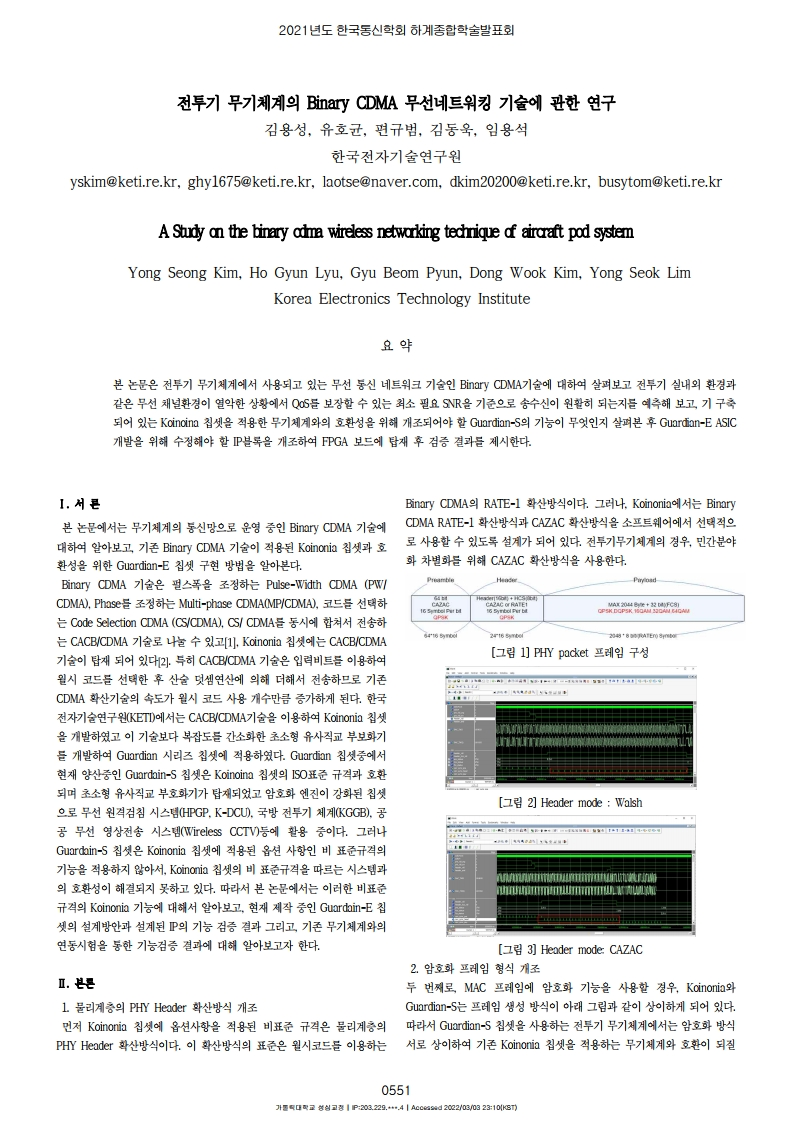 2021년도 한국통신학회 하계종합학술발표회
전투기 무기체계의 Binary CDMA 무선네트워킹 기술에 관한 연구
김용성, 유호균, 편규범, 김동욱, 임용석
한국전자기술연구원
yskim@keti.re.kr, ghy1675@keti.re.kr, laotse@naver.com, dkim20200@keti.re.kr, busytom@keti.re.kr
A Study on the binary cdma wireless networking technique of aircraft pod system
Yong Seong Kim, Ho Gyun Lyu, Gyu Beom Pyun, Dong Wook Kim, Yong Seok Lim
Korea Electronics Technology Institute
요 약
본 논문은 전투기 무기체계에서 사용되고 있는 무선 통신 네트워크 기술인 Binary CDMA기술에 대하여 살펴보고 전투기 실내외 환경과
같은 무선 채널환경이 열악한 상황에서 QoS를 보장할 수 있는 최소 필요 SNR을 기준으로 송수신이 원활히 되는지를 예측해 보고, 기 구축
되어 있는 Koinoina 칩셋을 적용한 무기체계와의 호환성을 위해 개조되어야 할 Guardian-S의 기능이 무엇인지 살펴본 후 Guardian-E ASIC
개발을 위해 수정해야 할 IP블록을 개조하여 FPGA 보드에 탑재 후 검증 결과를 제시한다.
Ⅰ. 서 론
본 논문에서는 무기체계의 통신망으로 운영 중인 Binary CDMA 기술에
대하여 알아보고, 기존 Binary CDMA 기술이 적용된 Koinonia 칩셋과 호
환성을 위한 Guardian-E 칩셋 구현 방법을 알아본다.
Binary CDMA 기술은 펄스폭을 조정하는 Pulse-Width CDMA (PW/
CDMA), Phase를 조정하는 Multi-phase CDMA(MP/CDMA), 코드를 선택하
는 Code Selection CDMA (CS/CDMA), CS/ CDMA를 동시에 합쳐서 전송하
는 CACB/CDMA 기술로 나눌 수 있고[1], Koinonia 칩셋에는 CACB/CDMA
기술이 탑재 되어 있다[2]. 특히 CACB/CDMA 기술은 입력비트를 이용하여
월시 코드를 선택한 후 산술 덧셈연산에 의해 더해서 전송하므로 기존
CDMA 확산기술의 속도가 월시 코드 사용 개수만큼 증가하게 된다. 한국
전자기술연구원(KETI)에서는 CACB/CDMA기술을 이용하여 Koinonia 칩셋
을 개발하였고 이 기술보다 복잡도를 간소화한 초소형 유사직교 부보화기
를 개발하여 Guardian 시리즈 칩셋에 적용하였다. Guardian 칩셋중에서
현재 양산중인 Guardain-S 칩셋은 Koinoina 칩셋의 ISO표준 규격과 호환
되며 초소형 유사직교 부호화기가 탑재되었고 암호화 엔진이 강화된 칩셋
으로 무선 원격검침 시스템(HPGP, K-DCU), 국방 전투기 체계(KGGB), 공
공 무선 영상전송 시스템(Wireless CCTV)등에 활용 중이다. 그러나
Guardain-S 칩셋은 Koinonia 칩셋에 적용된 옵션 사항인 비 표준규격의
기능을 적용하지 않아서, Koinonia 칩셋의 비 표준규격을 따르는 시스템과
의 호환성이 해결되지 못하고 있다. 따라서 본 논문에서는 이러한 비표준
규격의 Koinonia 기능에 대해서 알아보고, 현재 제작 중인 Guardain-E 칩
셋의 설계방안과 설계된 IP의 기능 검증 결과 그리고, 기존 무기체계와의
연동시험을 통한 기능검증 결과에 대해 알아보고자 한다.
Ⅱ. 본론
1. 물리계층의 PHY Header 확산방식 개조
먼저 Koinonia 칩셋에 옵션사항을 적용된 비표준 규격은 물리계층의
PHY Header 확산방식이다. 이 확산방식의 표준은 월시코드를 이용하는
Binary CDMA의 RATE-1 확산방식이다. 그러나, Koinonia에서는 Binary
CDMA RATE-1 확산방식과 CAZAC 확산방식을 소프트웨어에서 선택적으
로 사용할 수 있도록 설계가 되어 있다. 전투기무기체계의 경우, 민간분야
화 차별화를 위해 CAZAC 확산방식을 사용한다.
Preamble Header Payload
64 bit
CAZAC
16 Symbol Per bit
QPSK
Header(16bit) + HCS(8bit)
CAZAC or RATE1
16 Symbol Per bit
QPSK
MAX 2044 Byte + 32 bit(FCS)
QPSK,DQPSK,16QAM,32QAM,64QAM
64*16 Symbol 24*16 Symbol 2048 * 8 bit(RATEn) Symbol
[그림 1] PHY packet 프레임 구성
[그림 2] Header mode : Walsh
[그림 3] Header mode: CAZAC
2. 암호화 프레임 형식 개조
두 번째로, MAC 프레임에 암호화 기능을 사용할 경우, Koinonia와
Guardian-S는 프레임 생성 방식이 아래 그림과 같이 상이하게 되어 있다.
따라서 Guardian-S 칩셋을 사용하는 전투기 무기체계에서는 암호화 방식
서로 상이하여 기존 Koinonia 칩셋을 적용하는 무기체계와 호환이 되질
0551
가톨릭대학교 성심교정 | IP:203.229.***.4 | Accessed 2022/03/03 23:10(KST)